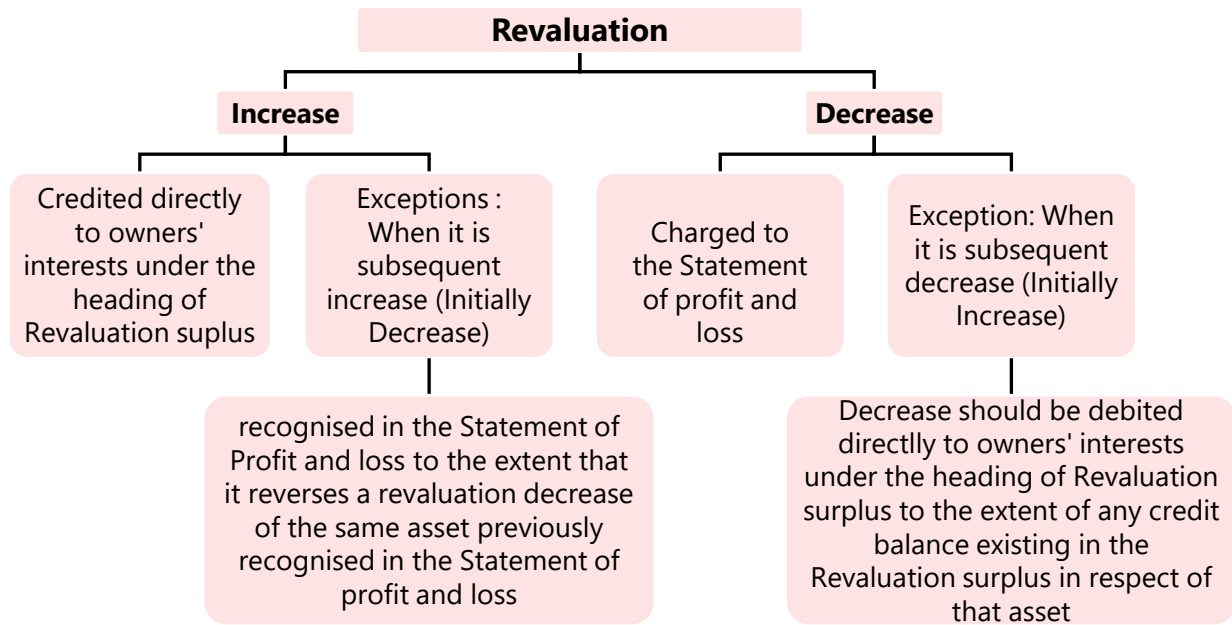 Revaluation
Increase
Decrease
Credited directly
to owners'
interests under the
heading of
Revaluation suplus
Exceptions :
When it is
subsequent
increase (Initially
Decrease)
Charged to
the Statement
of profit and
loss
Exception: When
it is subsequent
decrease (Initially
Increase)
recognised in the Statement of
Profit and loss to the extent that
it reverses a revaluation decrease
of the same asset previously
recognised in the Statement of
profit and loss
Decrease should be debited
directlly to owners' interests
under the heading of Revaluation
surplus to the extent of any credit
balance existing in the
Revaluation surplus in respect of
that asset